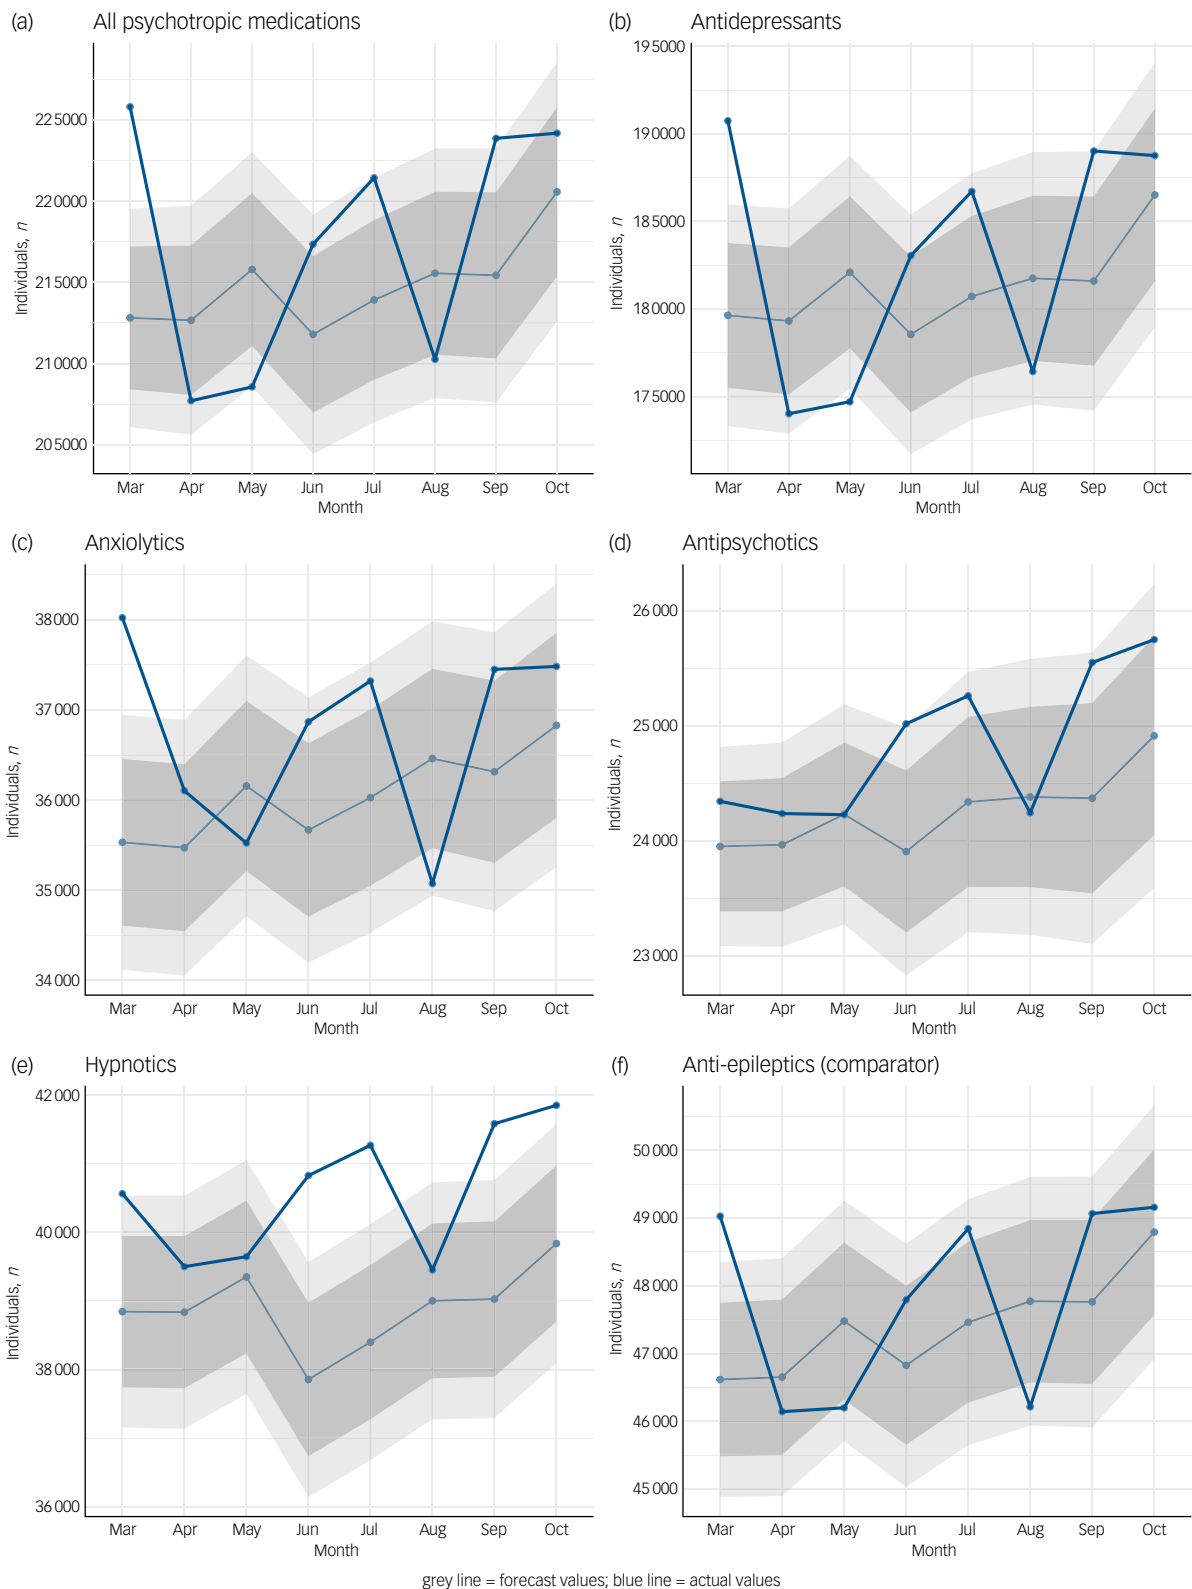 (a) All psychotropic medications
225000
220000
215000
210000
205000
Individuals, n
Mar Apr May Jun Jul Aug Sep Oct
Month
(b) Antidepressants
195000
190000
185000
180000
175000
Individuals, n
Mar Apr May Jun Jul Aug Sep Oct
Month
(c) Anxiolytics
38000
37000
36000
35000
34000
Individuals, n
Mar Apr May Jun Jul Aug Sep Oct
Month
(d) Antipsychotics
26000
25000
24000
23000
Individuals, n
Mar Apr May Jun Jul Aug Sep Oct
Month
(e) Hypnotics
42000
40000
38000
36000
Individuals, n
Mar Apr May Jun Jul Aug Sep Oct
Month
(f) Anti-epileptics (comparator)
50000
49000
48000
47000
46000
45000
Individuals, n
Mar Apr May Jun Jul Aug Sep Oct
Month
grey line = forecast values; blue line = actual values